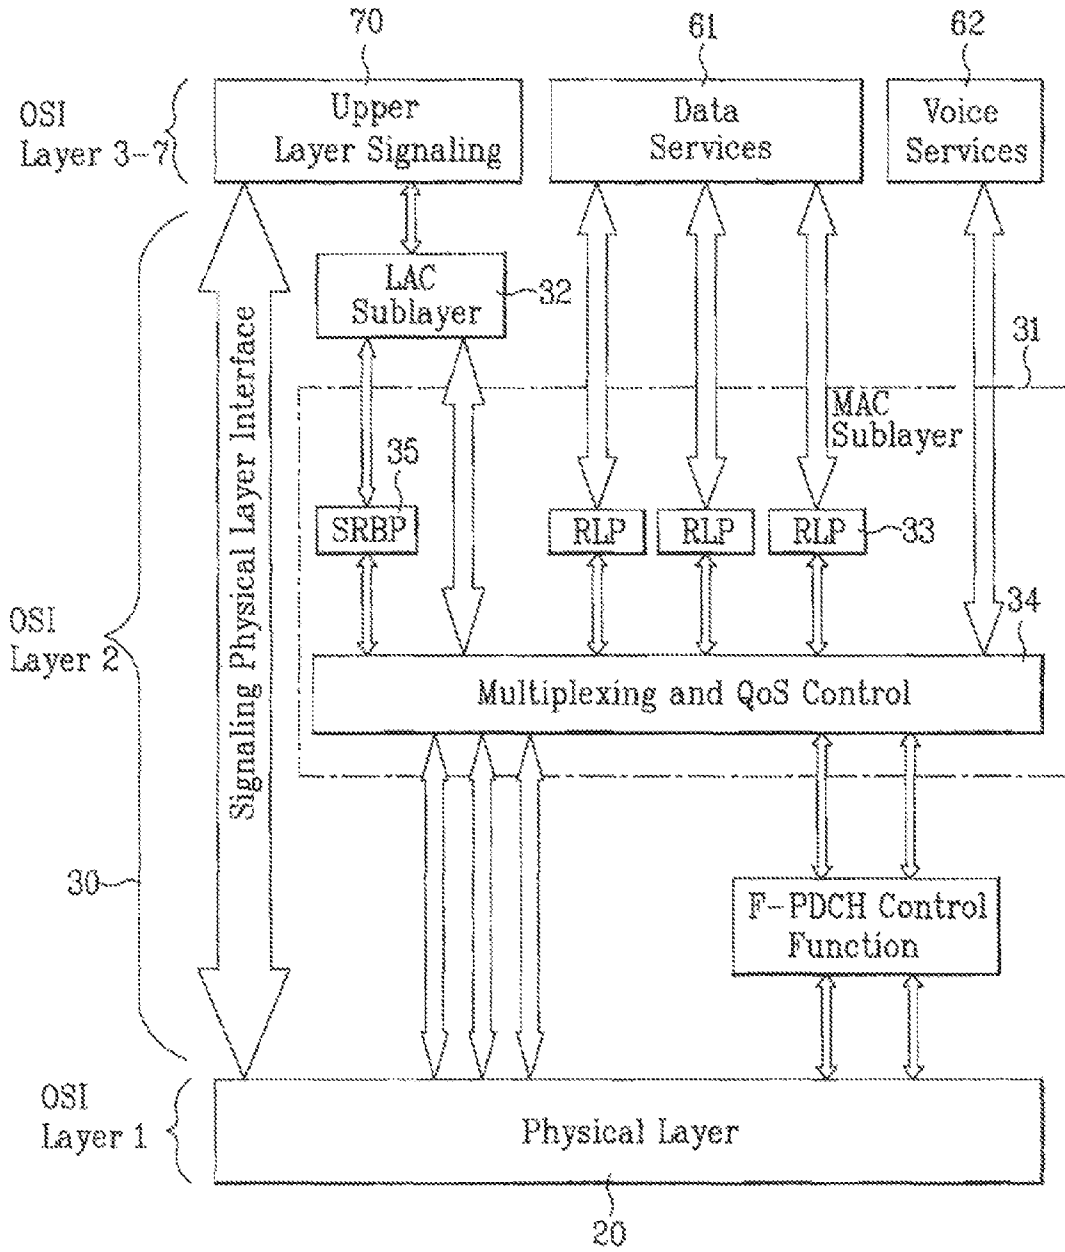 70
61
62
OSI
Layer 3-7
Upper
Layer Signaling
Data
Services
Voice
Services
LAC
Sublayer
32
31
MAC
Sublayer
Signaling Physical Layer Interface
35
SRBP
RLP
RLP
RLP
33
OSI
Layer 2
34
Multiplexing and QoS Control
30
F-PDCH Control
Function
OSI
Layer 1
Physical Layer
20